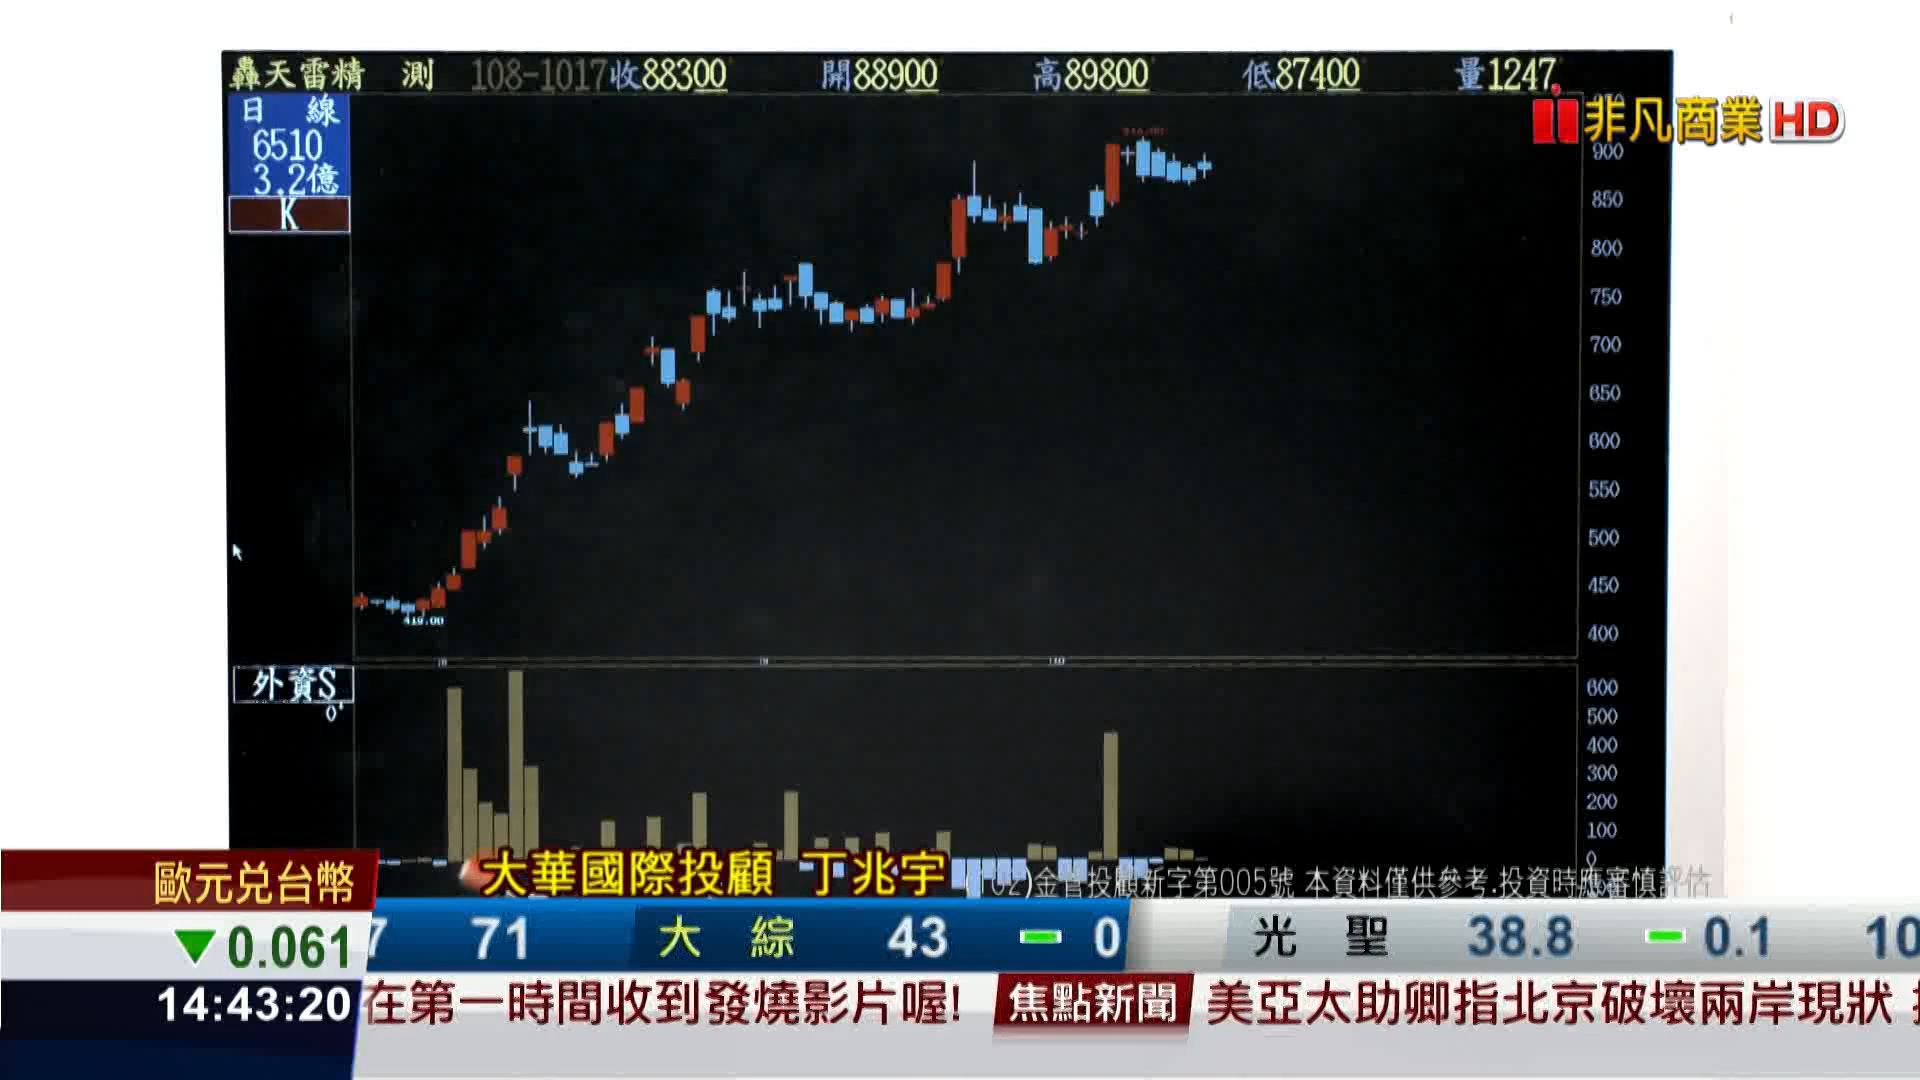 轟天雷精 測 108-1017收88300 開88900 高89800 低87400 量1247
日 線
6510
3.2億
K
非凡商業HD
900
850
800
750
700
650
600
550
500
450
400
419.00
10
外資S
0
600
500
400
300
200
100
0
大華國際投顧 丁兆宇
(102)金管投顧新字第005號 本資料僅供參考.投資時應審慎評估
歐元兌台幣
▼0.061
7 71 大 綜 43 0 光 聖 38.8 0.1 10
14:43:20
在第一時間收到發燒影片喔! 焦點新聞 美亞太助卿指北京破壞兩岸現狀